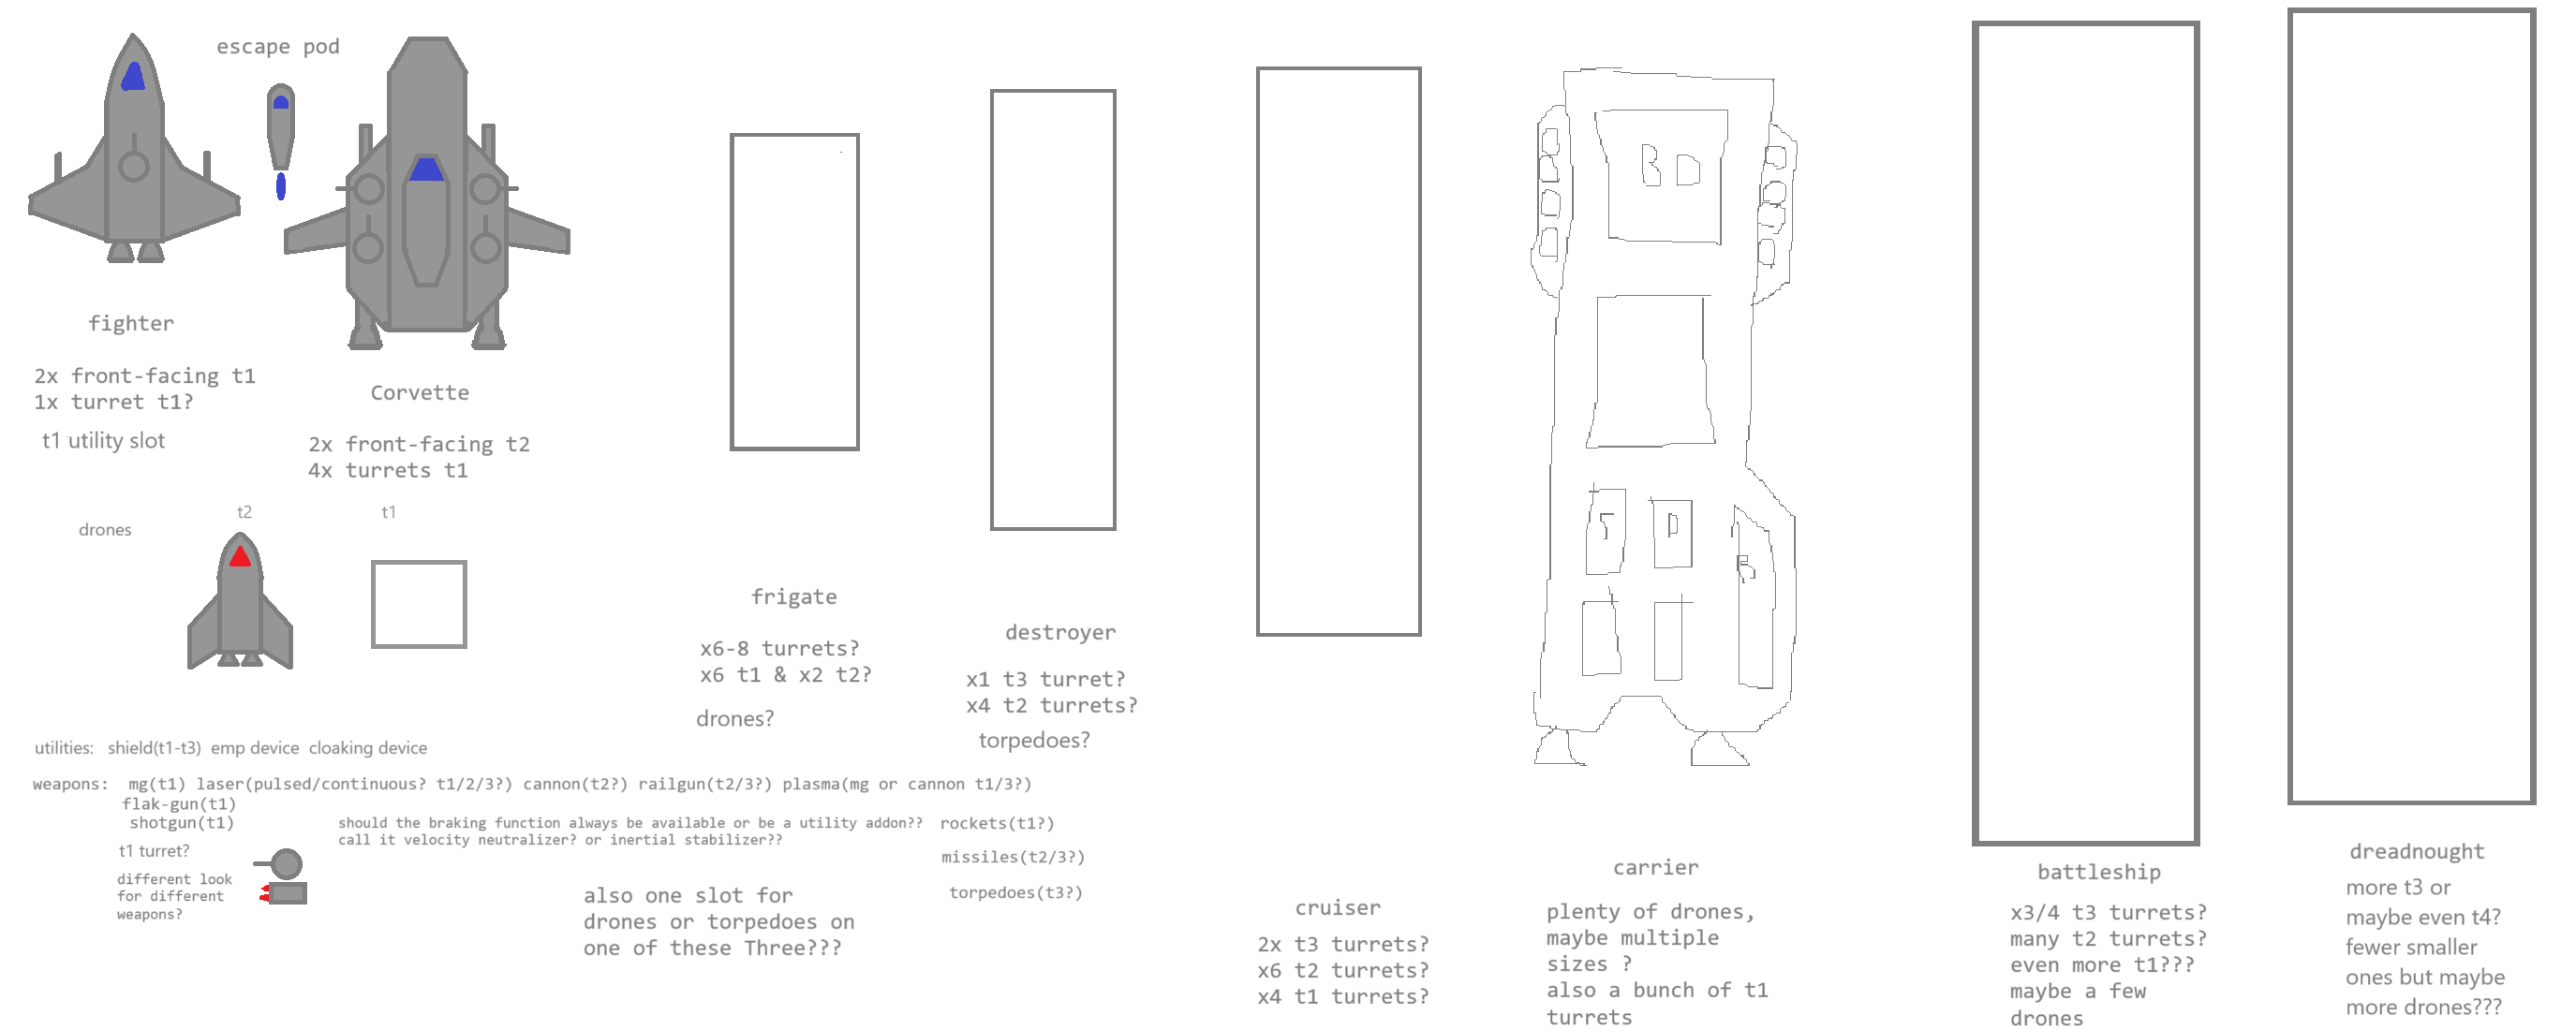 escape pod
fighter
2x front-facing t1
1x turret t1?
t1 utility slot
Corvette
2x front-facing t2
4x turrets t1
drones
t2
t1
frigate
x6-8 turrets?
x6 t1 & x2 t2?
drones?
destroyer
x1 t3 turret?
x4 t2 turrets?
torpedoes?
utilities: shield(t1-t3) emp device cloaking device
weapons: mg(t1) laser(pulsed/continuous? t1/2/3?) cannon(t2?) railgun(t2/3?) plasma(mg or cannon t1/3?)
flak-gun(t1)
shotgun(t1)
should the braking function always be available or be a utility addon??
call it velocity neutralizer? or inertial stabilizer??
rockets(t1?)
missiles(t2/3?)
torpedoes(t3?)
t1 turret?
different look
for different
weapons?
also one slot for
drones or torpedoes on
one of these Three???
cruiser
2x t3 turrets?
x6 t2 turrets?
x4 t1 turrets?
carrier
plenty of drones,
maybe multiple
sizes ?
also a bunch of t1
turrets
battleship
x3/4 t3 turrets?
many t2 turrets?
even more t1???
maybe a few
drones
dreadnought
more t3 or
maybe even t4?
fewer smaller
ones but maybe
more drones???